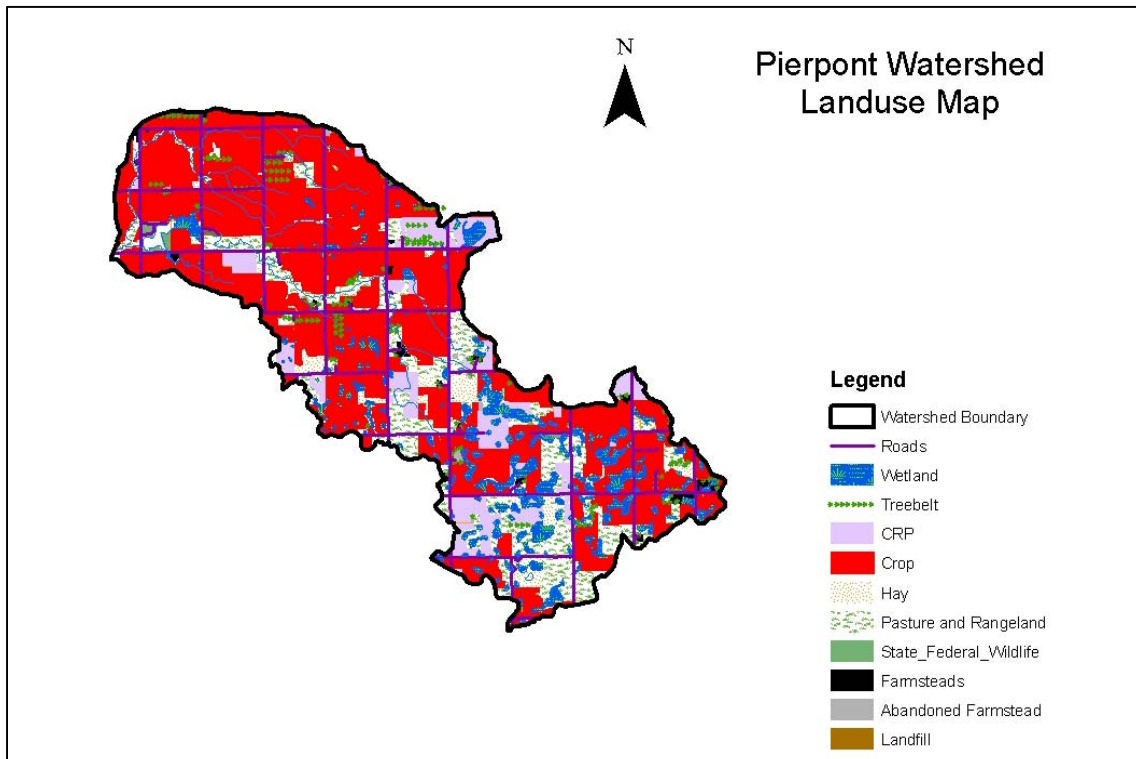 N
Pierpont Watershed
Landuse Map
Legend
Watershed Boundary
Roads
Wetland
Treebelt
CRP
Crop
Hay
Pasture and Rangeland
State_Federal_Wildlife
Farmsteads
Abandoned Farmstead
Landfill